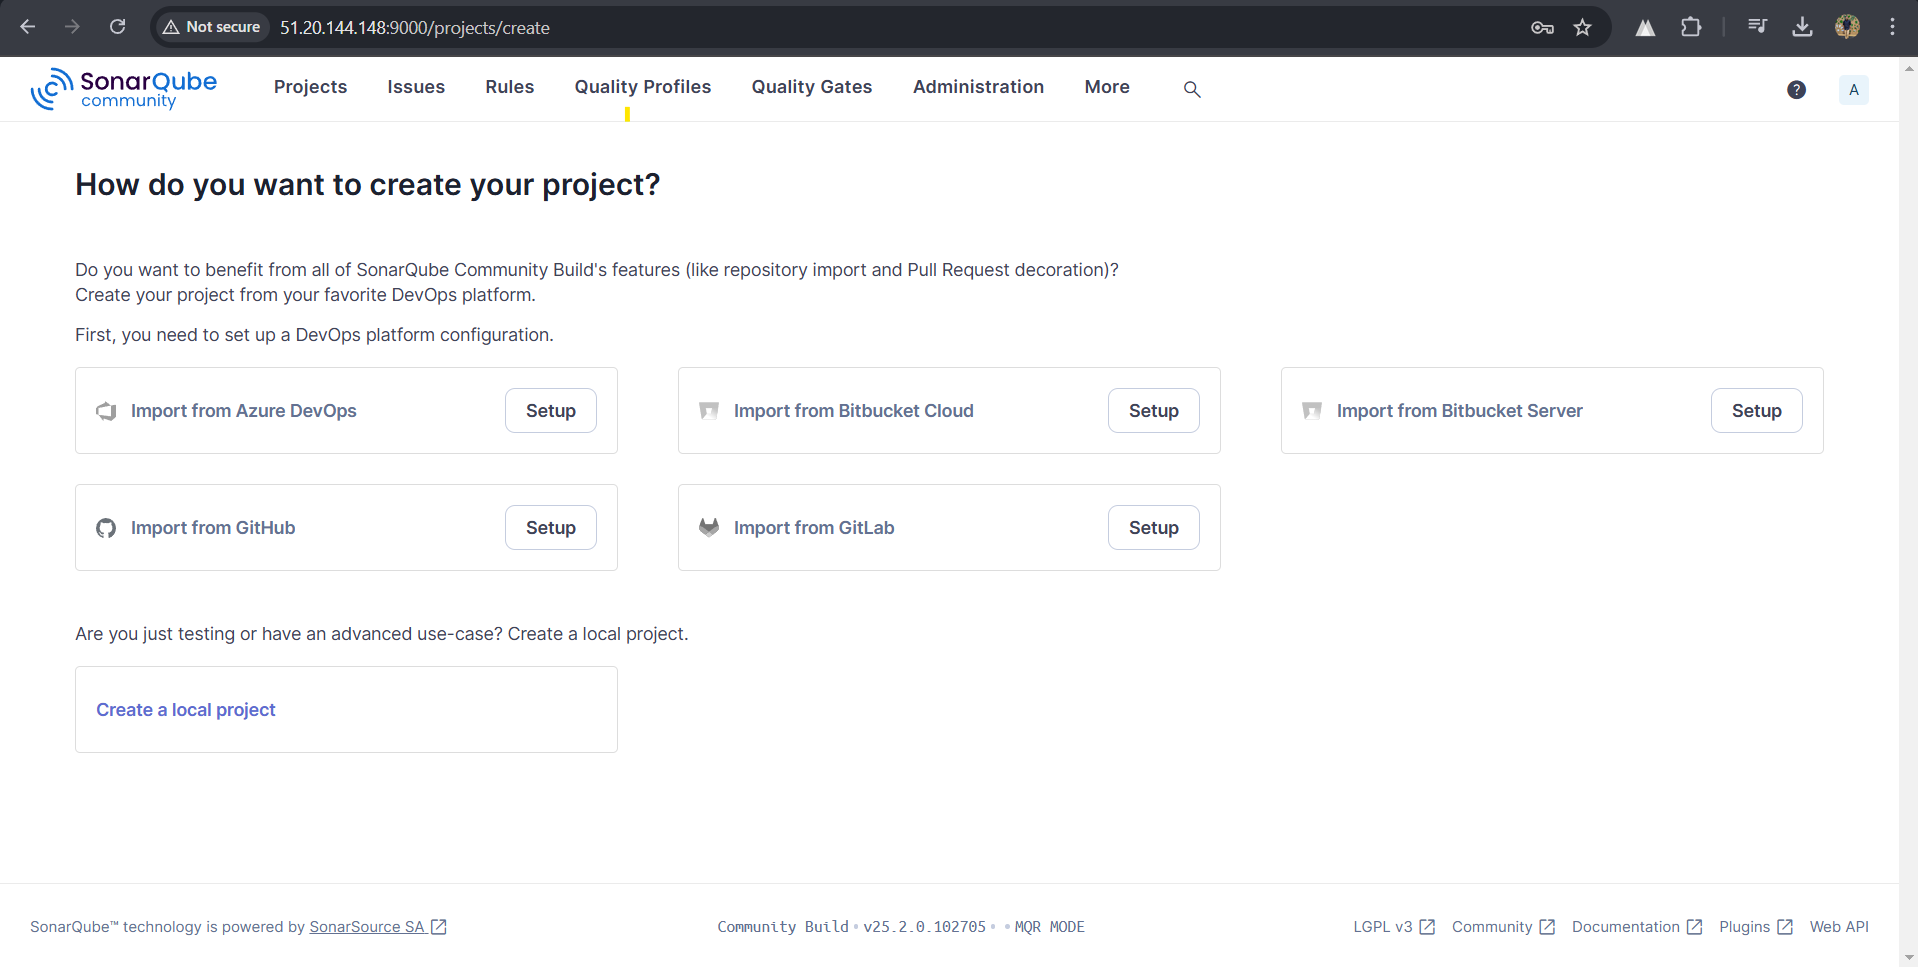 Not secure 51.20.144.148:9000/projects/create
SonarQube community
Projects Issues Rules Quality Profiles Quality Gates Administration More ? A
How do you want to create your project?
Do you want to benefit from all of SonarQube Community Build's features (like repository import and Pull Request decoration)?
Create your project from your favorite DevOps platform.
First, you need to set up a DevOps platform configuration.
Import from Azure DevOps Setup Import from Bitbucket Cloud Setup Import from Bitbucket Server Setup
Import from GitHub Setup Import from GitLab Setup
Are you just testing or have an advanced use-case? Create a local project.
Create a local project
SonarQube™ technology is powered by SonarSource SA Community Build • v25.2.0.102705 • • MQR MODE LGPL v3 Community Documentation Plugins Web API